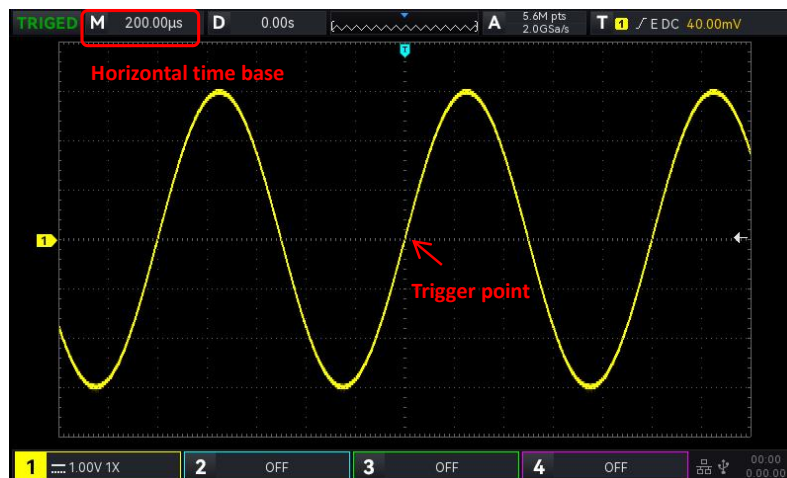 TRIGED M 200.00μs D 0.00s A 5.6M pts 2.0GSa/s T 1 E DC 40.00mV
T
Horizontal time base
1
Trigger point
1 1.00V 1X 2 OFF 3 OFF 4 OFF 00:00
0.00.00